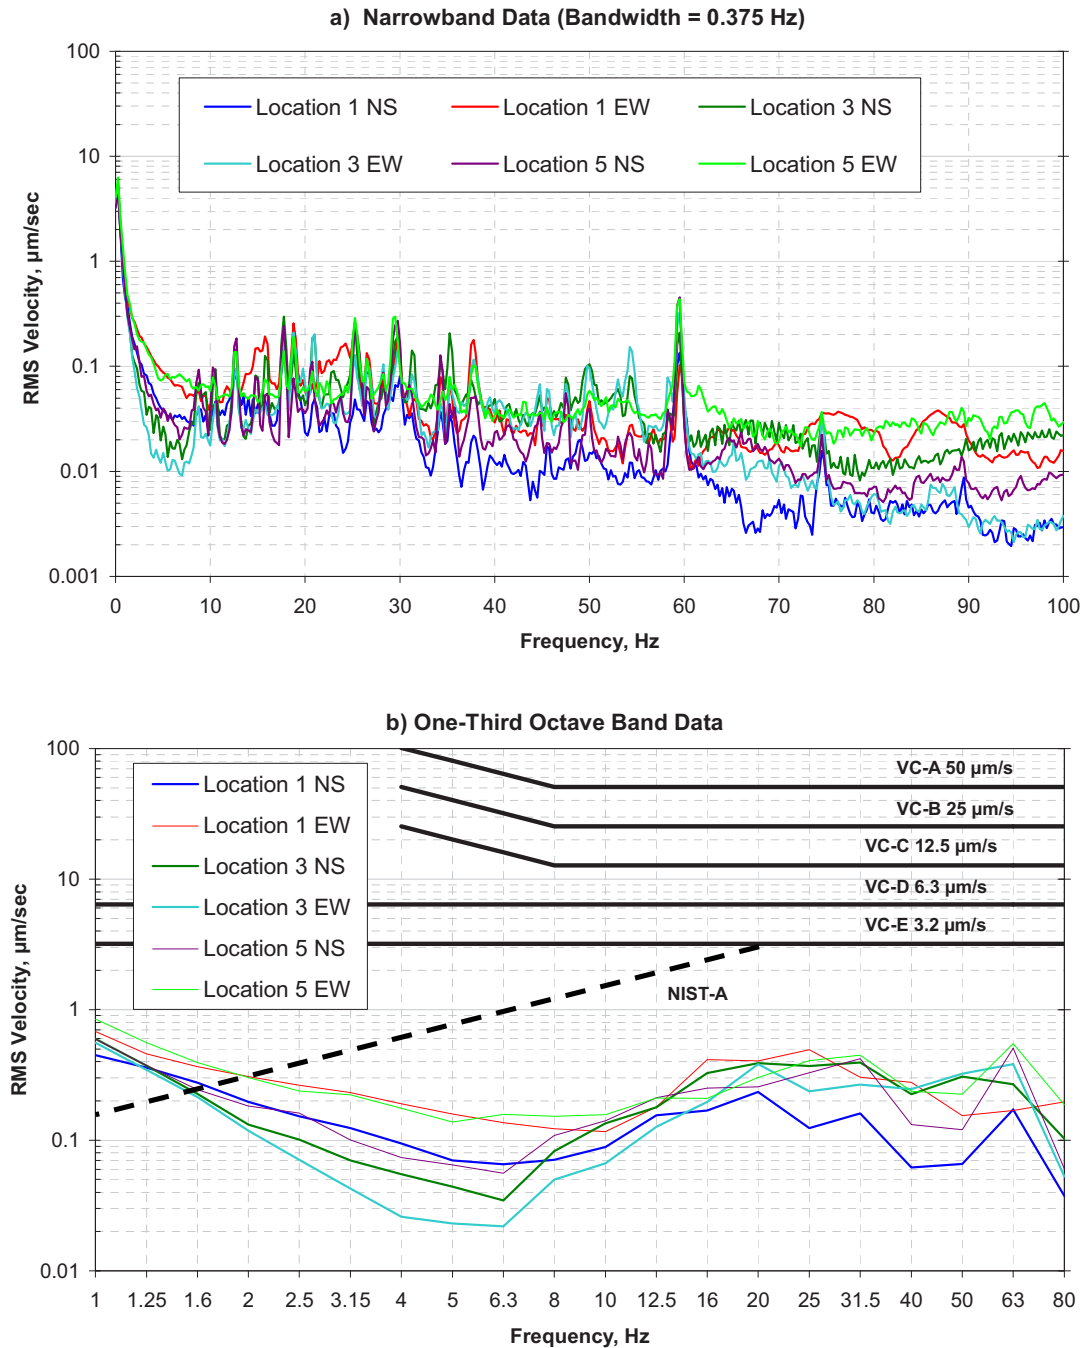 a)  Narrowband Data (Bandwidth = 0.375 Hz)
100
10
1
0.1
0.01
0.001
RMS Velocity, µm/sec
Location 1 NS
Location 1 EW
Location 3 NS
Location 3 EW
Location 5 NS
Location 5 EW
0 10 20 30 40 50 60 70 80 90 100
Frequency, Hz
b) One-Third Octave Band Data
100
10
1
0.1
0.01
RMS Velocity, µm/sec
Location 1 NS
Location 1 EW
Location 3 NS
Location 3 EW
Location 5 NS
Location 5 EW
VC-A 50 µm/s
VC-B 25 µm/s
VC-C 12.5 µm/s
VC-D 6.3 µm/s
VC-E 3.2 µm/s
NIST-A
1 1.25 1.6 2 2.5 3.15 4 5 6.3 8 10 12.5 16 20 25 31.5 40 50 63 80
Frequency, Hz